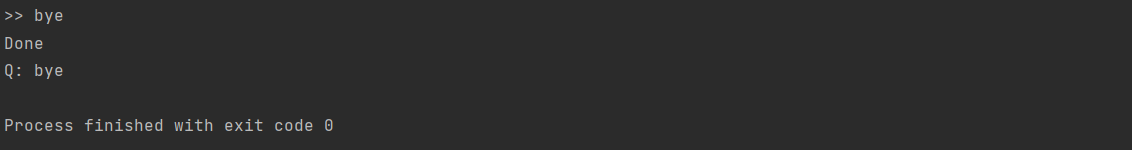 >> bye
Done
Q: bye
Process finished with exit code 0